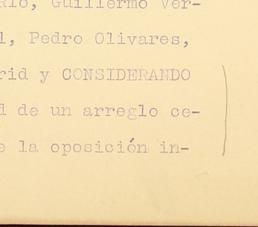 Guillermo Ver-
l, Pedro Olivares,
rid y CONSIDERANDO
d de un arreglo ce-
e la oposición in-